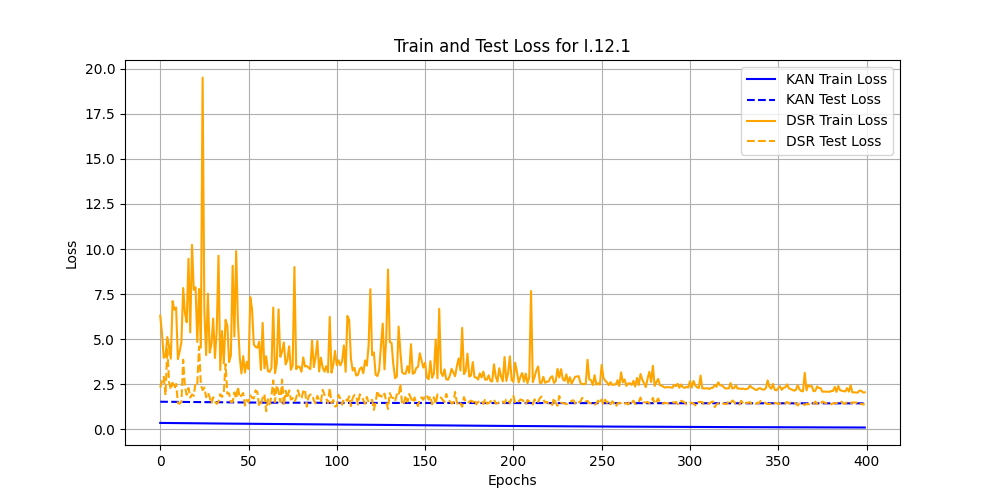 Train and Test Loss for I.12.1
20.0
17.5
15.0
12.5
10.0
7.5
5.0
2.5
0.0
Loss
KAN Train Loss
KAN Test Loss
DSR Train Loss
DSR Test Loss
0 50 100 150 200 250 300 350 400
Epochs